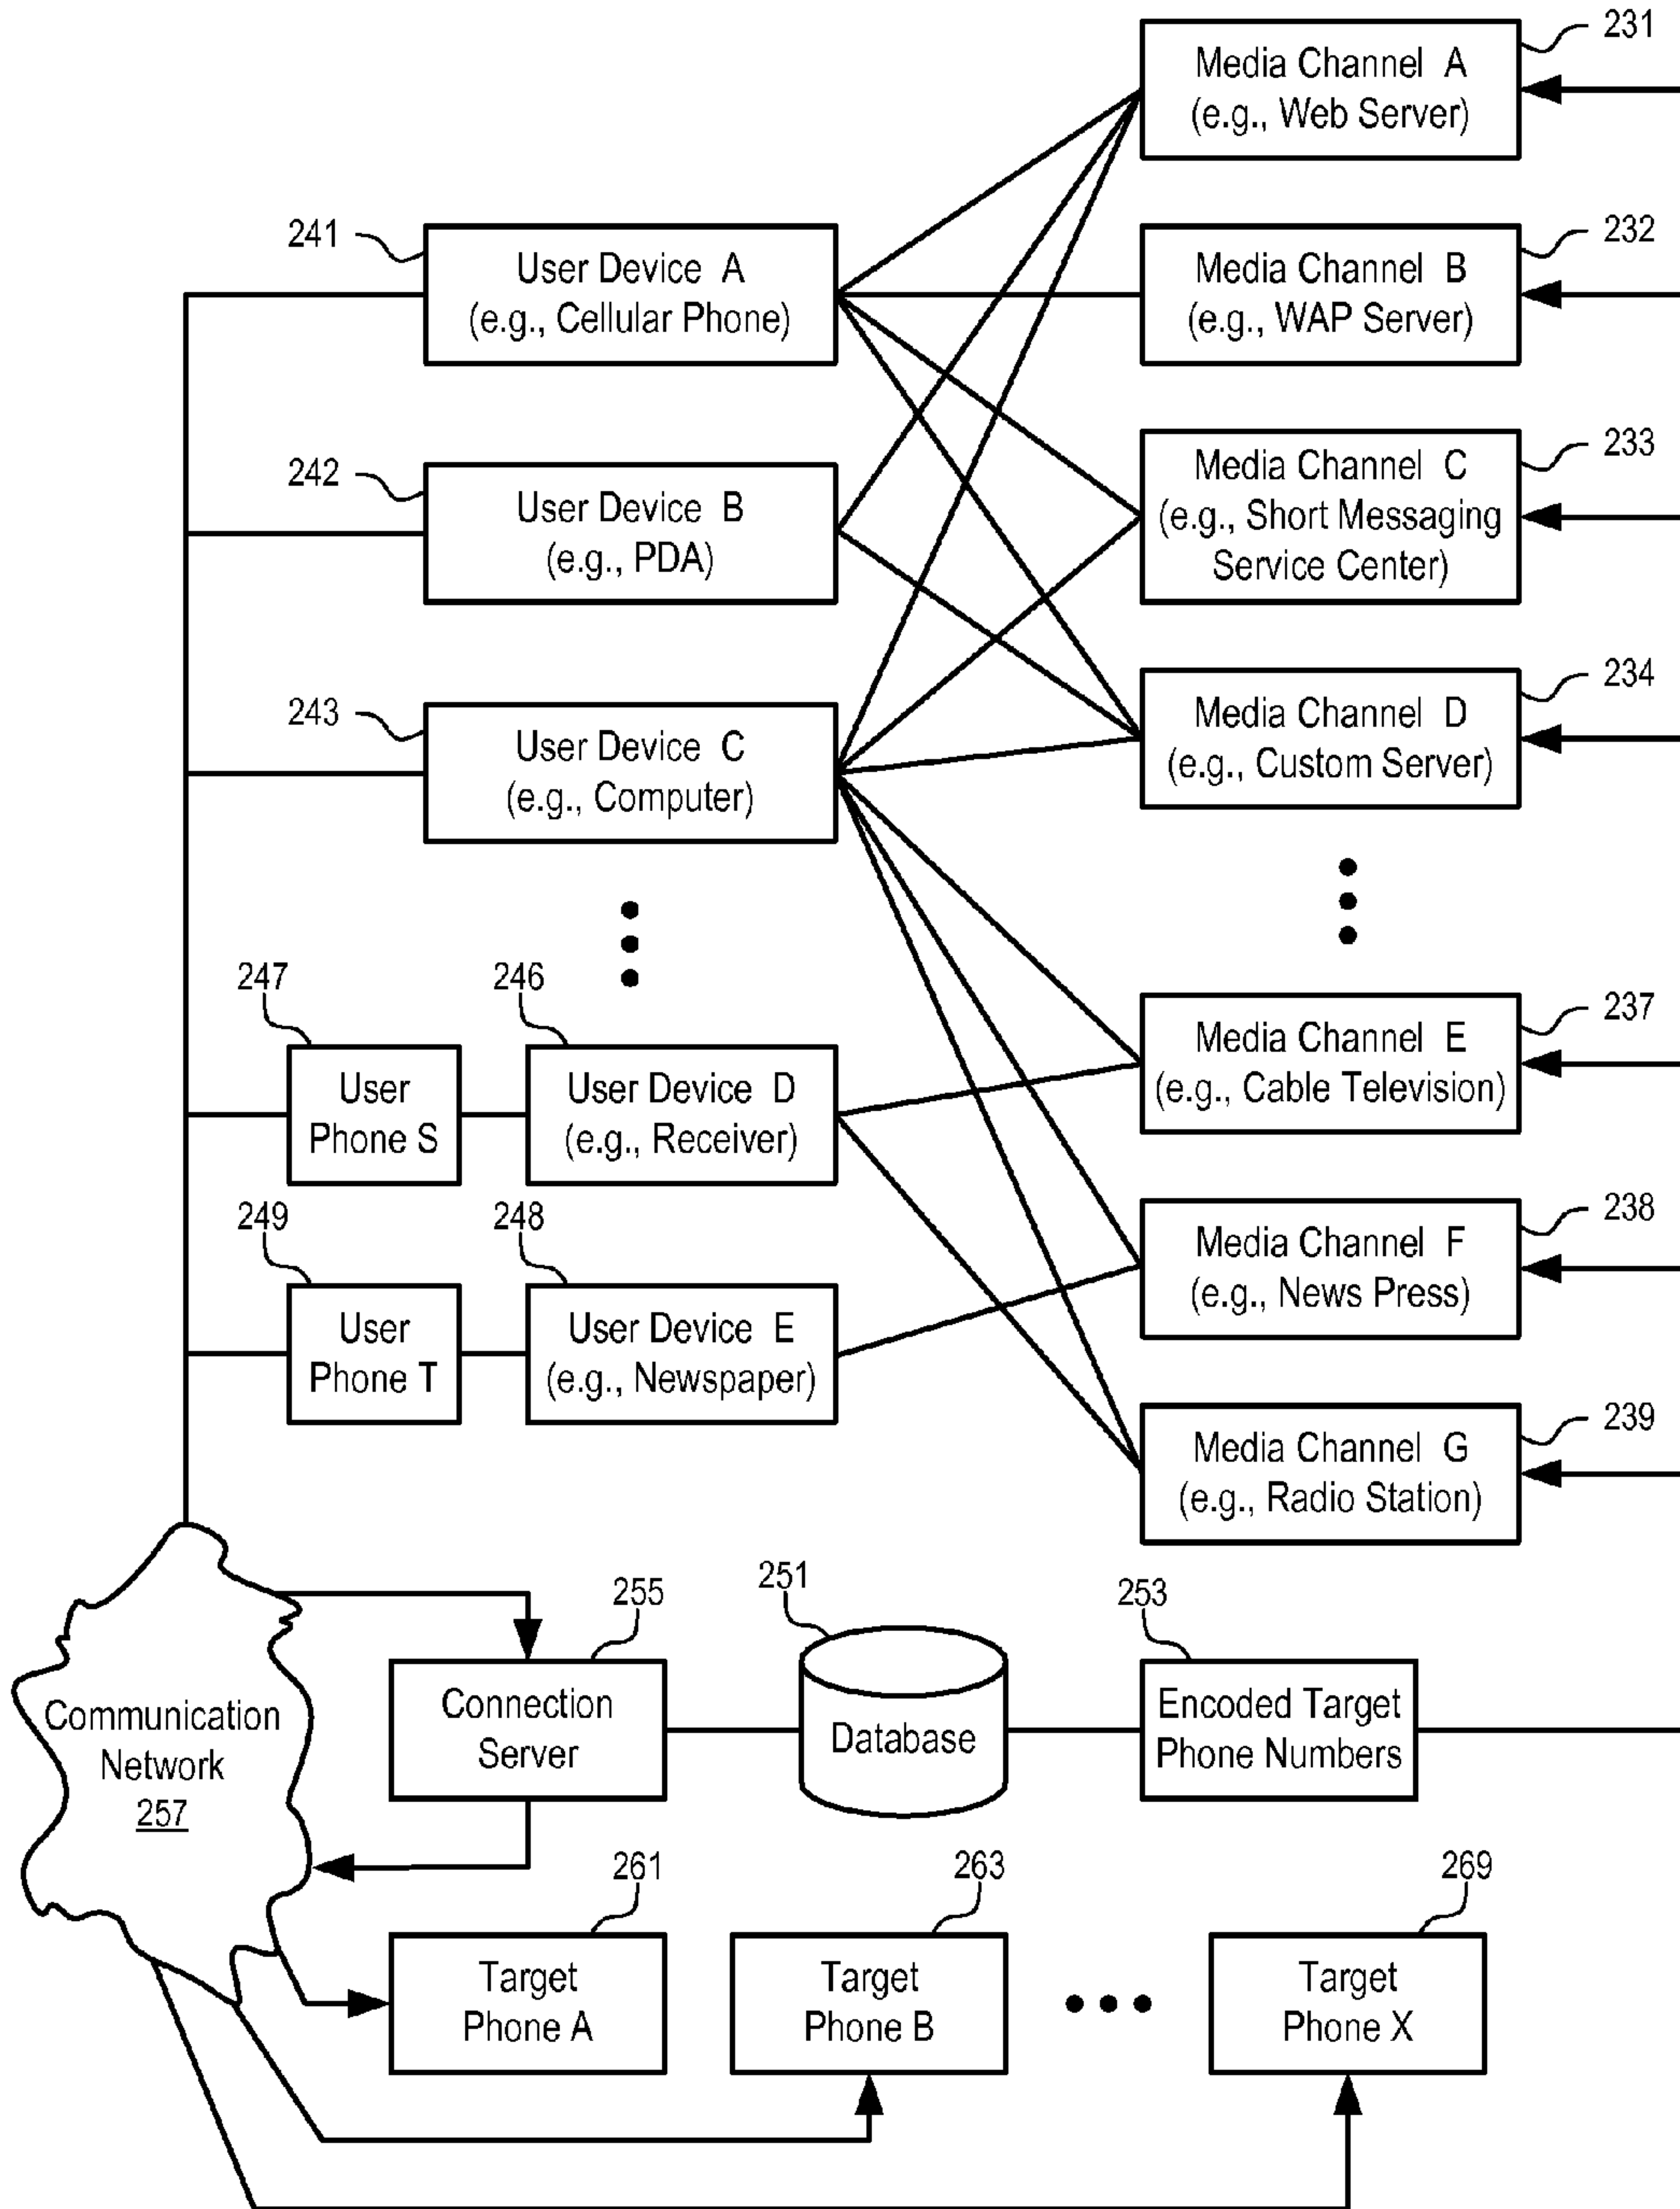 231
Media Channel A
(e.g., Web Server)
241
User Device A
(e.g., Cellular Phone)
232
Media Channel B
(e.g., WAP Server)
242
User Device B
(e.g., PDA)
233
Media Channel C
(e.g., Short Messaging
Service Center)
243
User Device C
(e.g., Computer)
234
Media Channel D
(e.g., Custom Server)
247
User
Phone S
246
User Device D
(e.g., Receiver)
237
Media Channel E
(e.g., Cable Television)
249
User
Phone T
248
User Device E
(e.g., Newspaper)
238
Media Channel F
(e.g., News Press)
239
Media Channel G
(e.g., Radio Station)
Communication
Network
257
255
Connection
Server
251
Database
253
Encoded Target
Phone Numbers
261
Target
Phone A
263
Target
Phone B
269
Target
Phone X